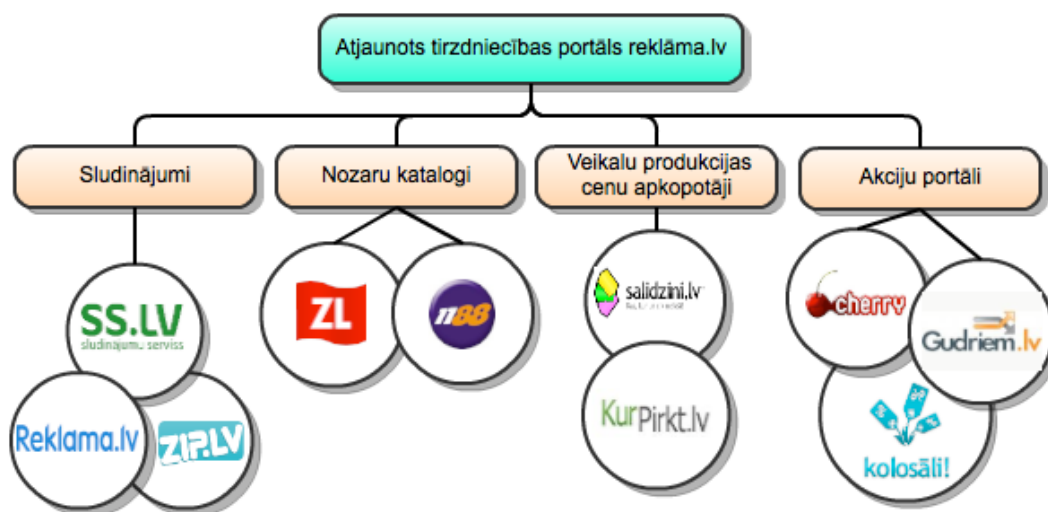 Atjaunots tirzdniecības portāls reklāma.lv
Sludinājumi
Nozaru katalogi
Veikalu produkcijas
cenu apkopotāji
Akciju portāli
SS.LV
sludinājumu serviss
Reklama.lv
ZIP.LV
ZL
n88
salidzini.lv
KurPirkt.lv
cherry
Gudriem.lv
kolosāli!